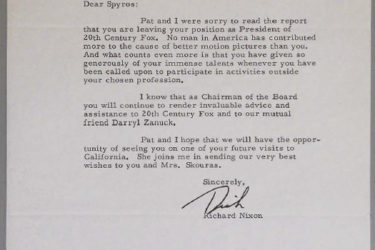 Dear Spyros:
Pat and I were sorry to read the report
that you are leaving your position as President of
20th Century Fox. No man in America has contributed
more to the cause of better motion pictures than you.
And what counts even more is that you have given so
generously of your immense talents whenever you have
been called upon to participate in activities outside
your chosen profession.
I know that as Chairman of the Board
you will continue to render invaluable advice and
assistance to 20th Century Fox and to our mutual
friend Darryl Zanuck.
Pat and I hope that we will have the oppor-
tunity of seeing you on one of your future visits to
California. She joins me in sending our very best
wishes to you and Mrs. Skouras.
Sincerely,
Dick
Richard Nixon